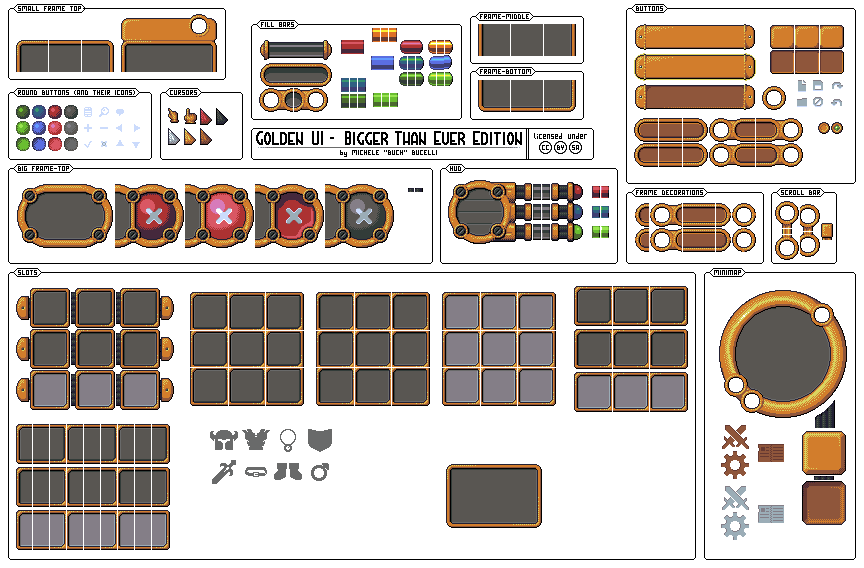 SMALL FRAME TOP
FILL BARS
FRAME-MIDDLE
BUTTONS
FRAME-BOTTOM
ROUND BUTTONS (AND THEIR ICONS)
CURSORS
GOLDEN UI - BIGGER THAN EVER EDITION
by MICHELE "BUCH" BUCELLI
licensed under
CC BY SA
BIG FRAME-TOP
HUD
FRAME DECORATIONS
SCROLL BAR
SLOTS
MINIMAP